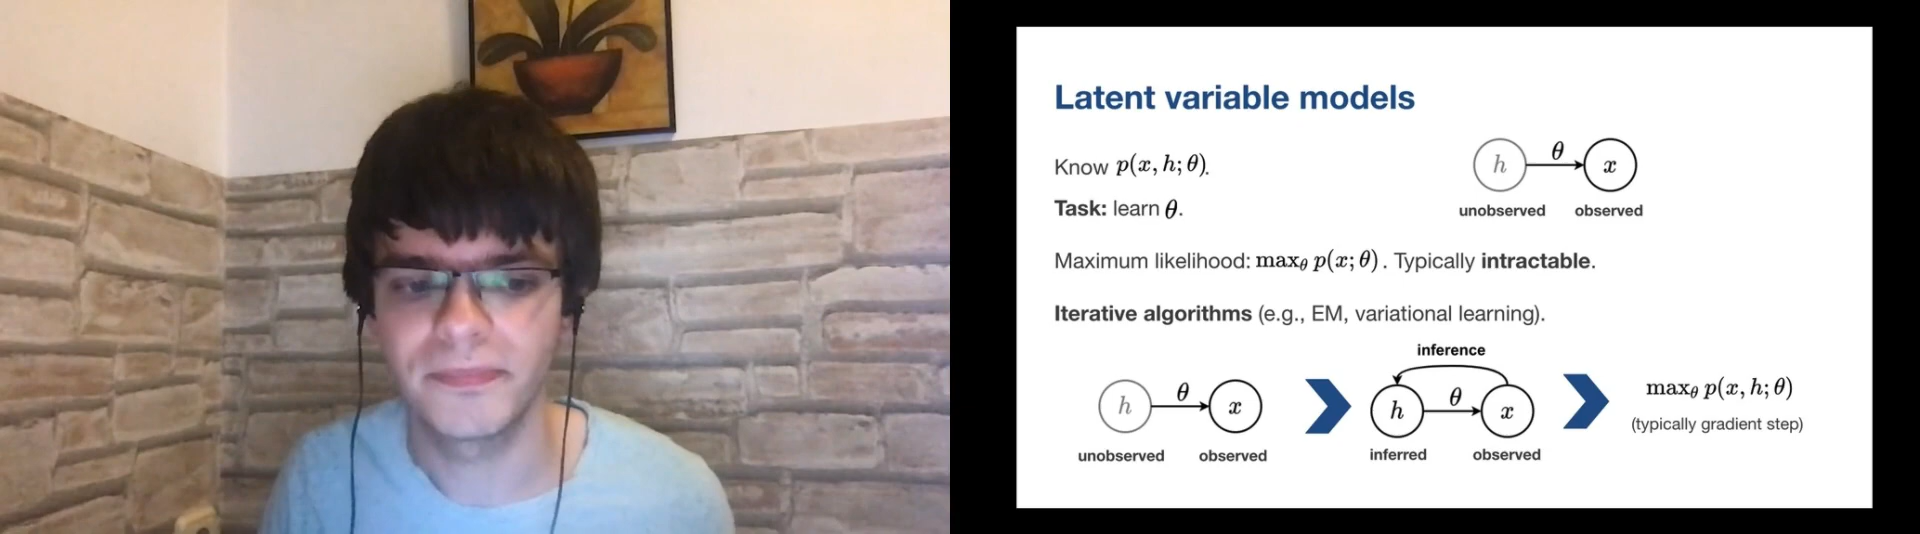 Latent variable models
Know p(x, h; θ).
Task: learn θ.
h θ x
unobserved observed
Maximum likelihood: maxθ p(x; θ). Typically intractable.
Iterative algorithms (e.g., EM, variational learning).
inference
h θ x
h θ x
maxθ p(x, h; θ)
(typically gradient step)
unobserved observed
inferred observed